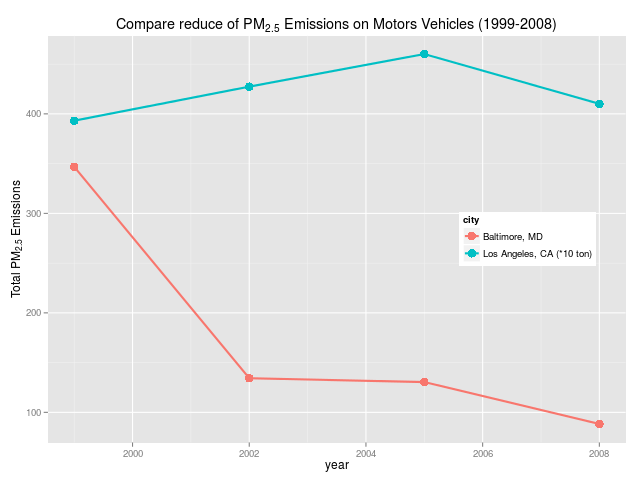 Compare reduce of PM2.5 Emissions on Motors Vehicles (1999-2008)
Total PM2.5 Emissions
400
300
200
100
city
Baltimore, MD
Los Angeles, CA (*10 ton)
2000 2002 2004 2006 2008
year